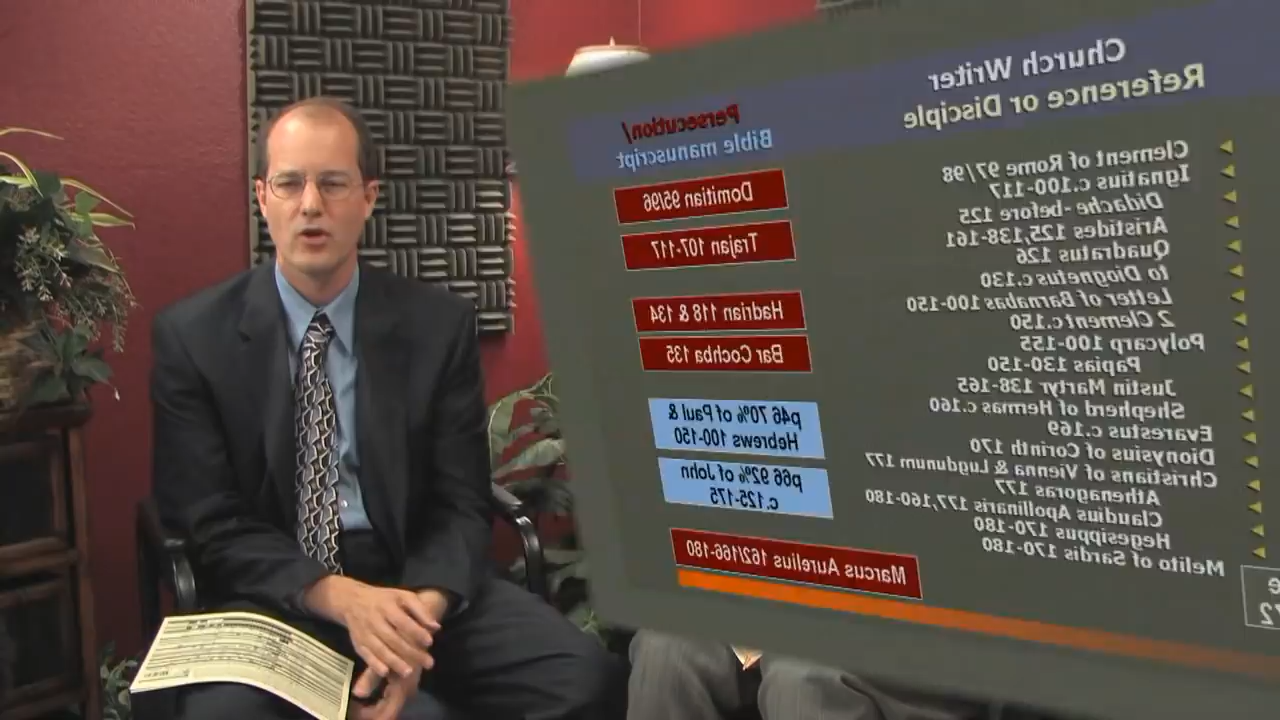 Church Writer
Reference or Disciple
Persecution/
Bible manuscript
Clement of Rome 97/98
Ignatius c.100-117
Didache -before 125
Aristides 125,138-161
Quadratus 126
to Diognetus c.130
Letter of Barnabas 100-150
2 Clement c.150
Polycarp 100-155
Papias 130-150
Justin Martyr 138-165
Shepherd of Hermas c.160
Evarestus c.169
Dionysius of Corinth 170
Christians of Vienna & Lugdunum 177
Athenagoras 177
Claudius Apollinaris 177,160-180
Hegesippus 170-180
Melito of Sardis 170-180
Domitian 95/96
Trajan 107-117
Hadrian 118 & 134
Bar Cochba 135
p46 70% of Paul &
Hebrews 100-150
p66 92% of John
c.125-175
Marcus Aurelius 162/166-180